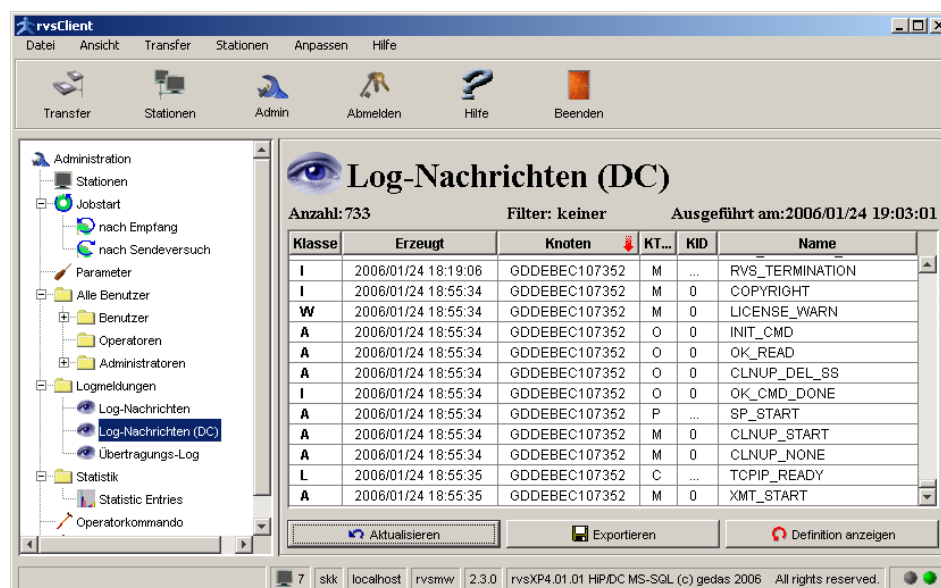 rvsClient
Datei Ansicht Transfer Stationen Anpassen Hilfe
Transfer Stationen Admin Abmelden Hilfe Beenden
Administration
Stationen
Jobstart
nach Empfang
nach Sendeversuch
Parameter
Alle Benutzer
Benutzer
Operatoren
Administratoren
Logmeldungen
Log-Nachrichten
Log-Nachrichten (DC)
Übertragungs-Log
Statistik
Statistic Entries
Operatorkommando
Log-Nachrichten (DC)
Anzahl: 733 Filter: keiner Ausgeführt am:2006/01/24 19:03:01
Klasse Erzeugt Knoten KT... KID Name
I 2006/01/24 18:19:06 GDDEBEC107352 M ... RVS_TERMINATION
I 2006/01/24 18:55:34 GDDEBEC107352 M 0 COPYRIGHT
W 2006/01/24 18:55:34 GDDEBEC107352 M 0 LICENSE_WARN
A 2006/01/24 18:55:34 GDDEBEC107352 O 0 INIT_CMD
A 2006/01/24 18:55:34 GDDEBEC107352 O 0 OK_READ
A 2006/01/24 18:55:34 GDDEBEC107352 O 0 CLNUP_DEL_SS
I 2006/01/24 18:55:34 GDDEBEC107352 O 0 OK_CMD_DONE
A 2006/01/24 18:55:34 GDDEBEC107352 P ... SP_START
A 2006/01/24 18:55:34 GDDEBEC107352 M 0 CLNUP_START
A 2006/01/24 18:55:34 GDDEBEC107352 M 0 CLNUP_NONE
L 2006/01/24 18:55:35 GDDEBEC107352 C ... TCPIP_READY
A 2006/01/24 18:55:35 GDDEBEC107352 M 0 XMT_START
Aktualisieren Exportieren Definition anzeigen
7 skk localhost rvsmw 2.3.0 rvsXP4.01.01 HiP/DC MS-SQL (c) gedas 2006 All rights reserved.